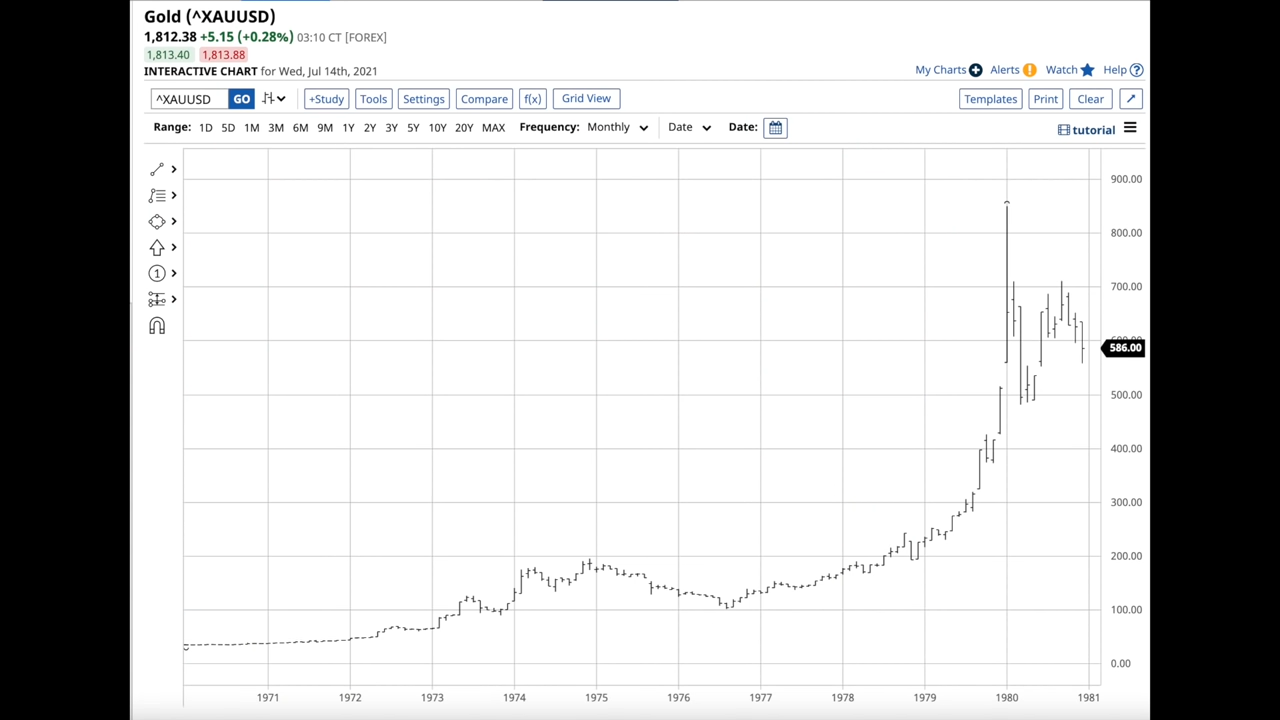 Gold (^XAUUSD)
1,812.38 +5.15 (+0.28%) 03:10 CT [FOREX]
1,813.40 1,813.88
INTERACTIVE CHART for Wed, Jul 14th, 2021
My Charts Alerts Watch Help
^XAUUSD GO +Study Tools Settings Compare f(x) Grid View Templates Print Clear
Range: 1D 5D 1M 3M 6M 9M 1Y 2Y 3Y 5Y 10Y 20Y MAX Frequency: Monthly Date Date: tutorial
900.00
800.00
700.00
586.00
500.00
400.00
300.00
200.00
100.00
0.00
1
1971 1972 1973 1974 1975 1976 1977 1978 1979 1980 1981